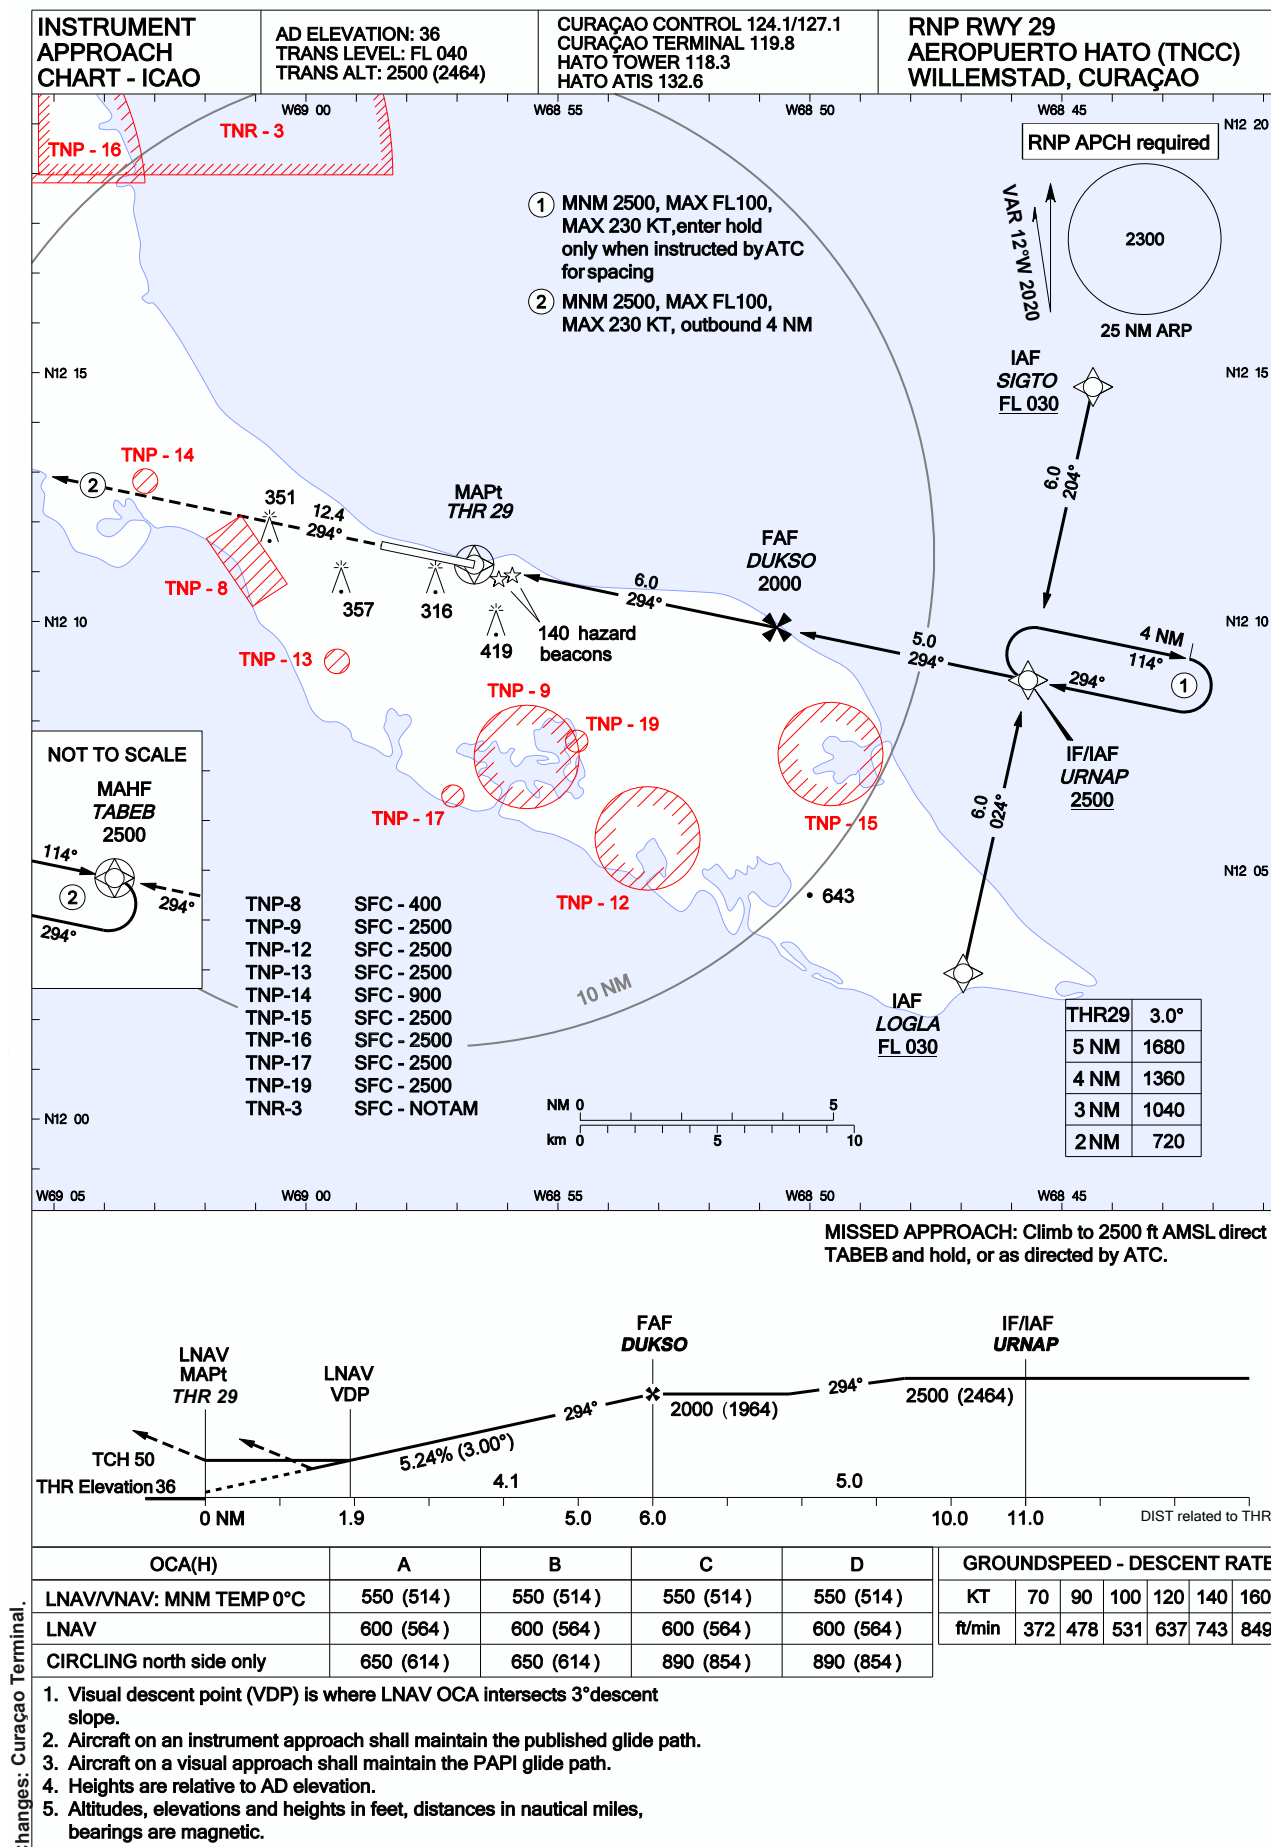 INSTRUMENT
APPROACH
CHART - ICAO
AD ELEVATION: 36
TRANS LEVEL: FL 040
TRANS ALT: 2500 (2464)
CURAÇAO CONTROL 124.1/127.1
CURAÇAO TERMINAL 119.8
HATO TOWER 118.3
HATO ATIS 132.6
RNP RWY 29
AEROPUERTO HATO (TNCC)
WILLEMSTAD, CURAÇAO
W69 00
W68 55
W68 50
W68 45
N12 20
TNP - 16
TNR - 3
RNP APCH required
VAR 12°W 2020
2300
25 NM ARP
1 MNM 2500, MAX FL100,
MAX 230 KT,enter hold
only when instructed by ATC
for spacing
2 MNM 2500, MAX FL100,
MAX 230 KT, outbound 4 NM
N12 15
N12 15
IAF
SIGTO
FL 030
6.0
204°
TNP - 14
2
351
12.4
294°
MAPt
THR 29
FAF
DUKSO
2000
TNP - 8
357
316
419
6.0
294°
140 hazard
beacons
N12 10
N12 10
5.0
294°
4 NM
114°
294°
1
TNP - 13
TNP - 9
TNP - 19
IF/IAF
URNAP
2500
NOT TO SCALE
MAHF
TABEB
2500
114°
2
294°
294°
TNP - 17
TNP - 15
6.0
024°
TNP - 12
643
N12 05
TNP-8 SFC - 400
TNP-9 SFC - 2500
TNP-12 SFC - 2500
TNP-13 SFC - 2500
TNP-14 SFC - 900
TNP-15 SFC - 2500
TNP-16 SFC - 2500
TNP-17 SFC - 2500
TNP-19 SFC - 2500
TNR-3 SFC - NOTAM
10 NM
IAF
LOGLA
FL 030
THR29 3.0°
5 NM 1680
4 NM 1360
3 NM 1040
2 NM 720
N12 00
NM 0 5
km 0 5 10
W69 05
W69 00
W68 55
W68 50
W68 45
MISSED APPROACH: Climb to 2500 ft AMSL direct
TABEB and hold, or as directed by ATC.
LNAV
MAPt
THR 29
LNAV
VDP
FAF
DUKSO
IF/IAF
URNAP
294°
2000 (1964)
294°
2500 (2464)
TCH 50
THR Elevation 36
5.24% (3.00°)
4.1
5.0
0 NM
1.9
5.0
6.0
10.0
11.0
DIST related to THR
OCA(H) A B C D
LNAV/VNAV: MNM TEMP 0°C 550 (514) 550 (514) 550 (514) 550 (514)
LNAV 600 (564) 600 (564) 600 (564) 600 (564)
CIRCLING north side only 650 (614) 650 (614) 890 (854) 890 (854)
GROUNDSPEED - DESCENT RATE
KT 70 90 100 120 140 160
ft/min 372 478 531 637 743 849
1. Visual descent point (VDP) is where LNAV OCA intersects 3°descent
slope.
2. Aircraft on an instrument approach shall maintain the published glide path.
3. Aircraft on a visual approach shall maintain the PAPI glide path.
4. Heights are relative to AD elevation.
5. Altitudes, elevations and heights in feet, distances in nautical miles,
bearings are magnetic.
hanges: Curaçao Terminal.